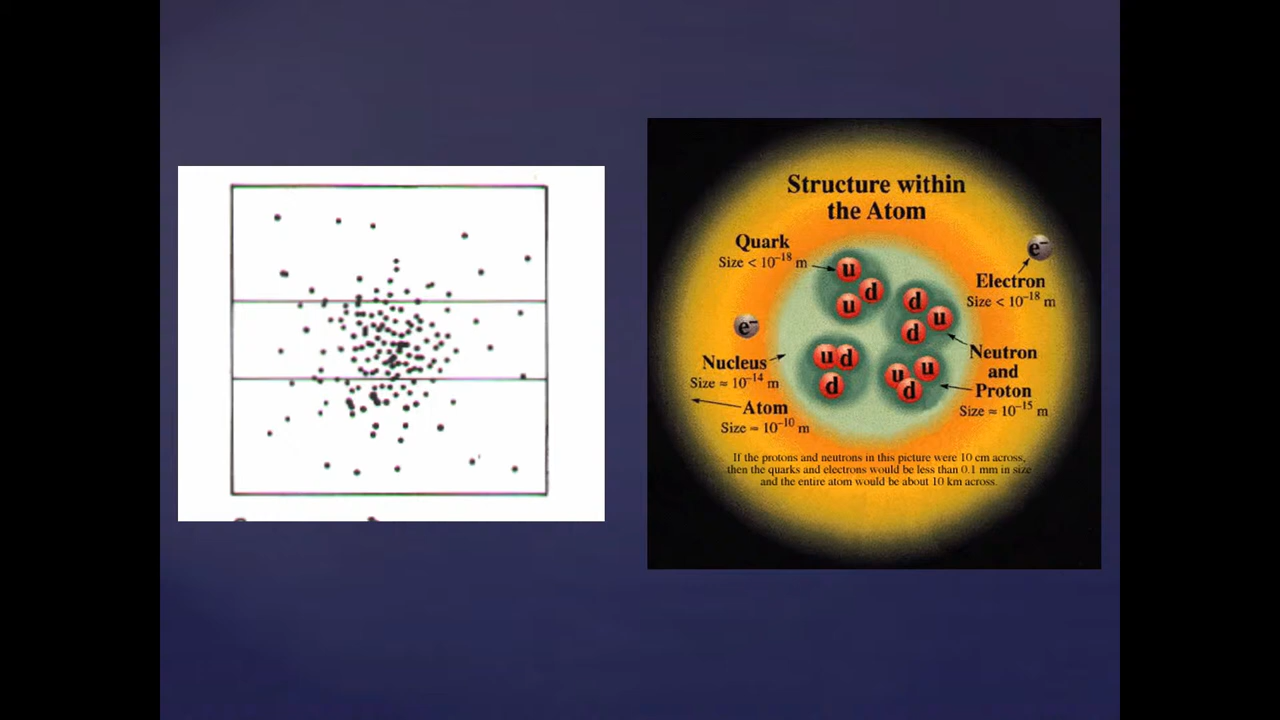 Structure within
the Atom
Quark
Size < 10⁻¹⁸ m
u
d
u
d
u
d
e⁻
Electron
Size < 10⁻¹⁸ m
e⁻
Nucleus
Size ≈ 10⁻¹⁴ m
u d
d
u u
d
Neutron
and
Proton
Size ≈ 10⁻¹⁵ m
Atom
Size ≈ 10⁻¹⁰ m
If the protons and neutrons in this picture were 10 cm across,
then the quarks and electrons would be less than 0.1 mm in size
and the entire atom would be about 10 km across.